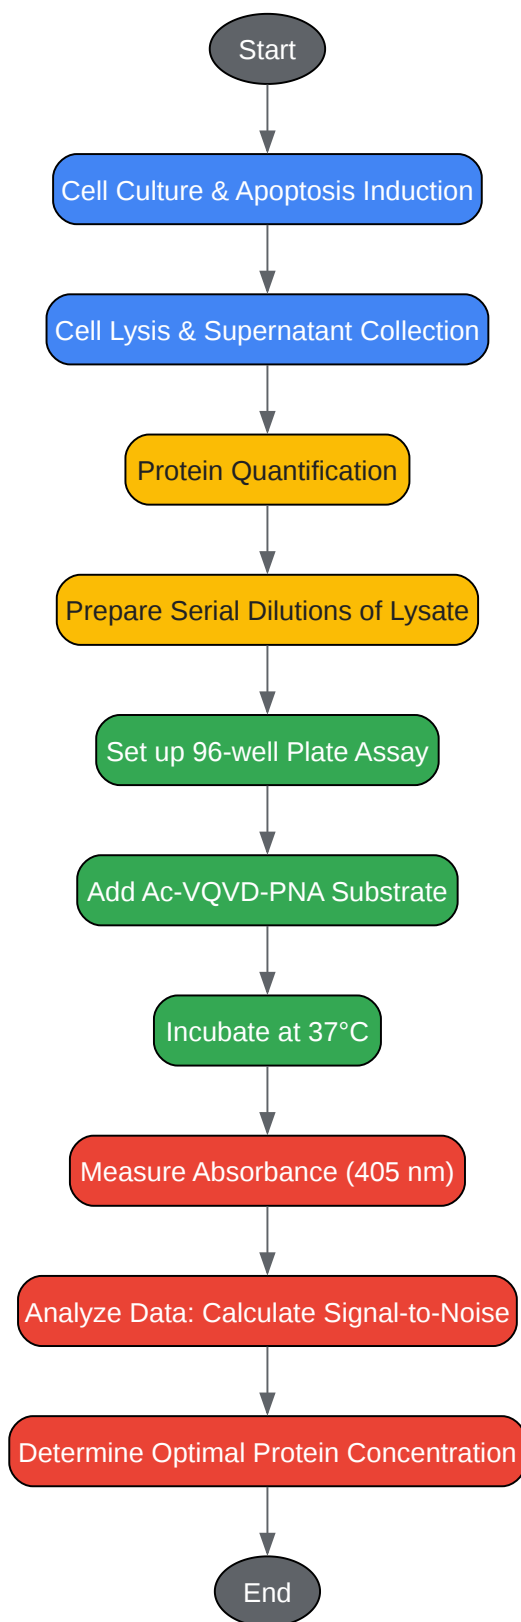 Start
Cell Culture & Apoptosis Induction
Cell Lysis & Supernatant Collection
Protein Quantification
Prepare Serial Dilutions of Lysate
Set up 96-well Plate Assay
Add Ac-VQVD-PNA Substrate
Incubate at 37°C
Measure Absorbance (405 nm)
Analyze Data: Calculate Signal-to-Noise
Determine Optimal Protein Concentration
End